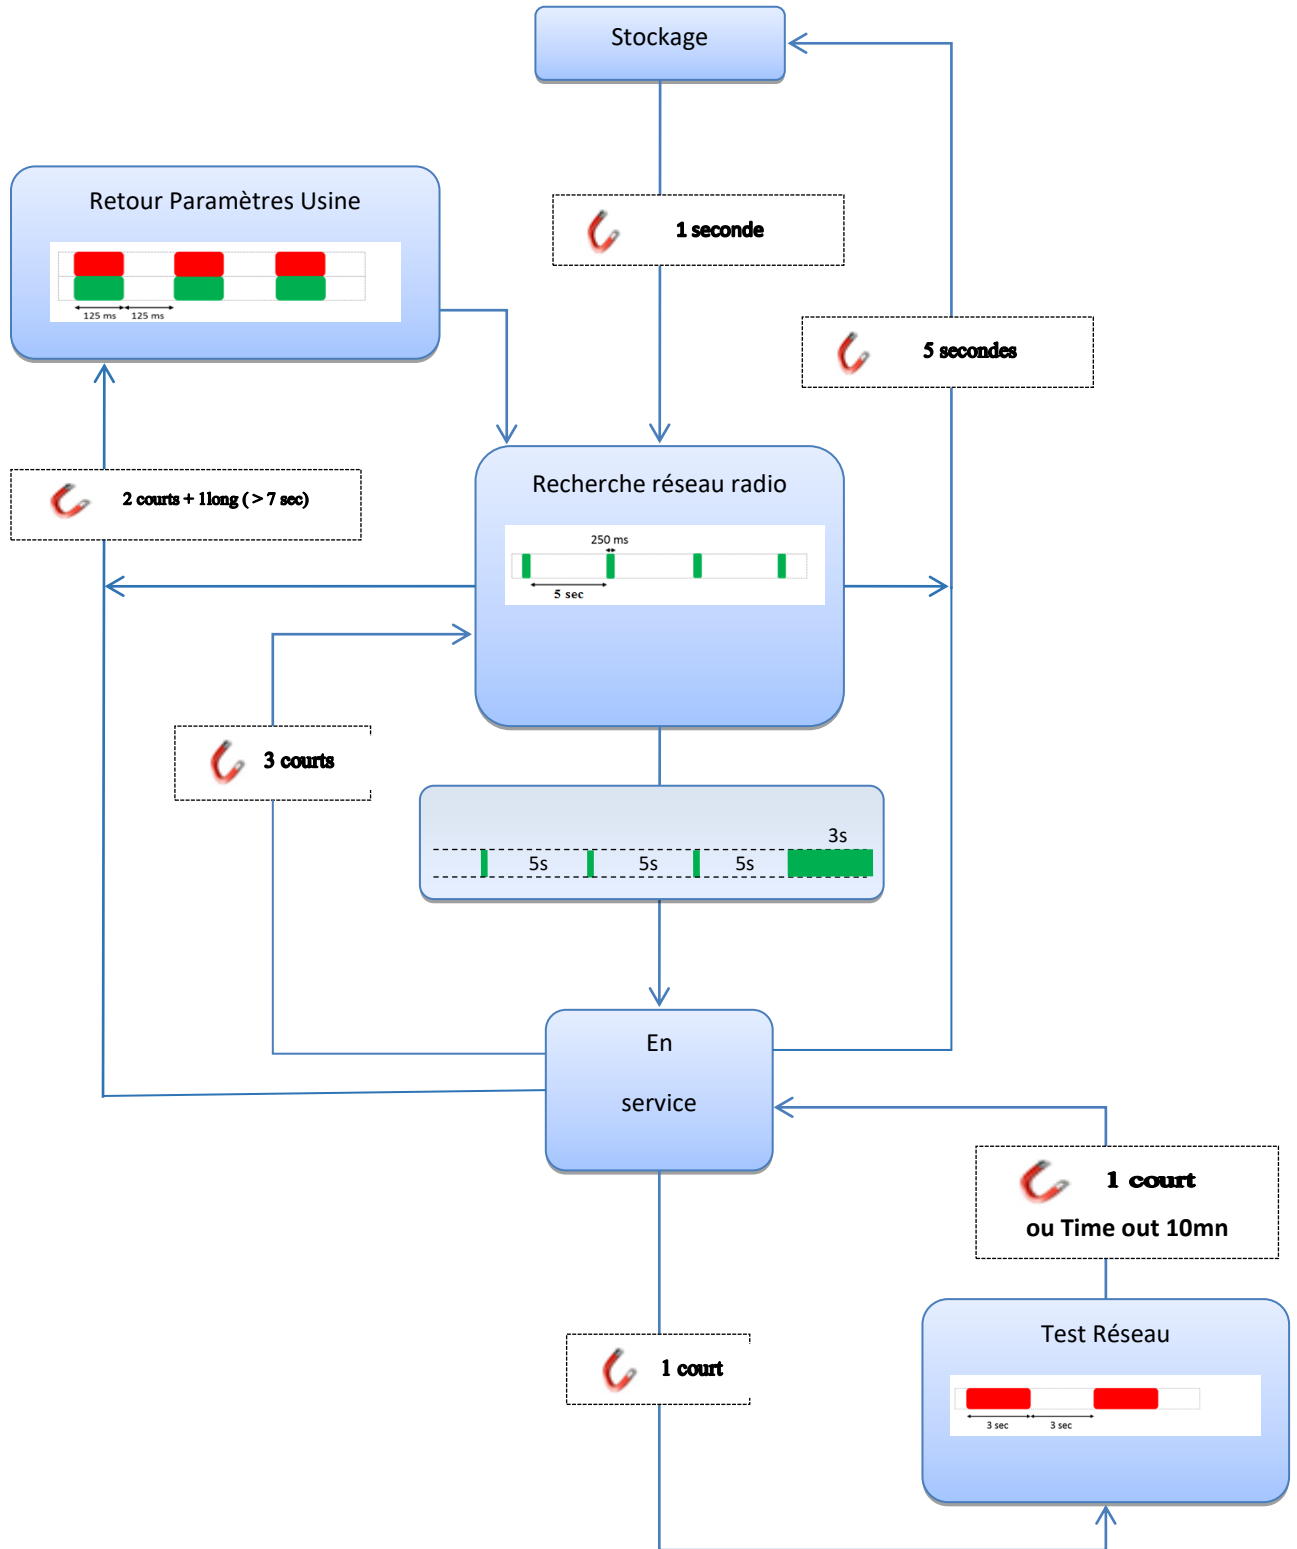 Stockage
1 seconde
Retour Paramètres Usine
125 ms
125 ms
5 secondes
2 courts + 1long ( > 7 sec)
Recherche réseau radio
250 ms
5 sec
3 courts
3s
5s
5s
5s
En
service
1 court
ou Time out 10mn
Test Réseau
3 sec
3 sec
1 court